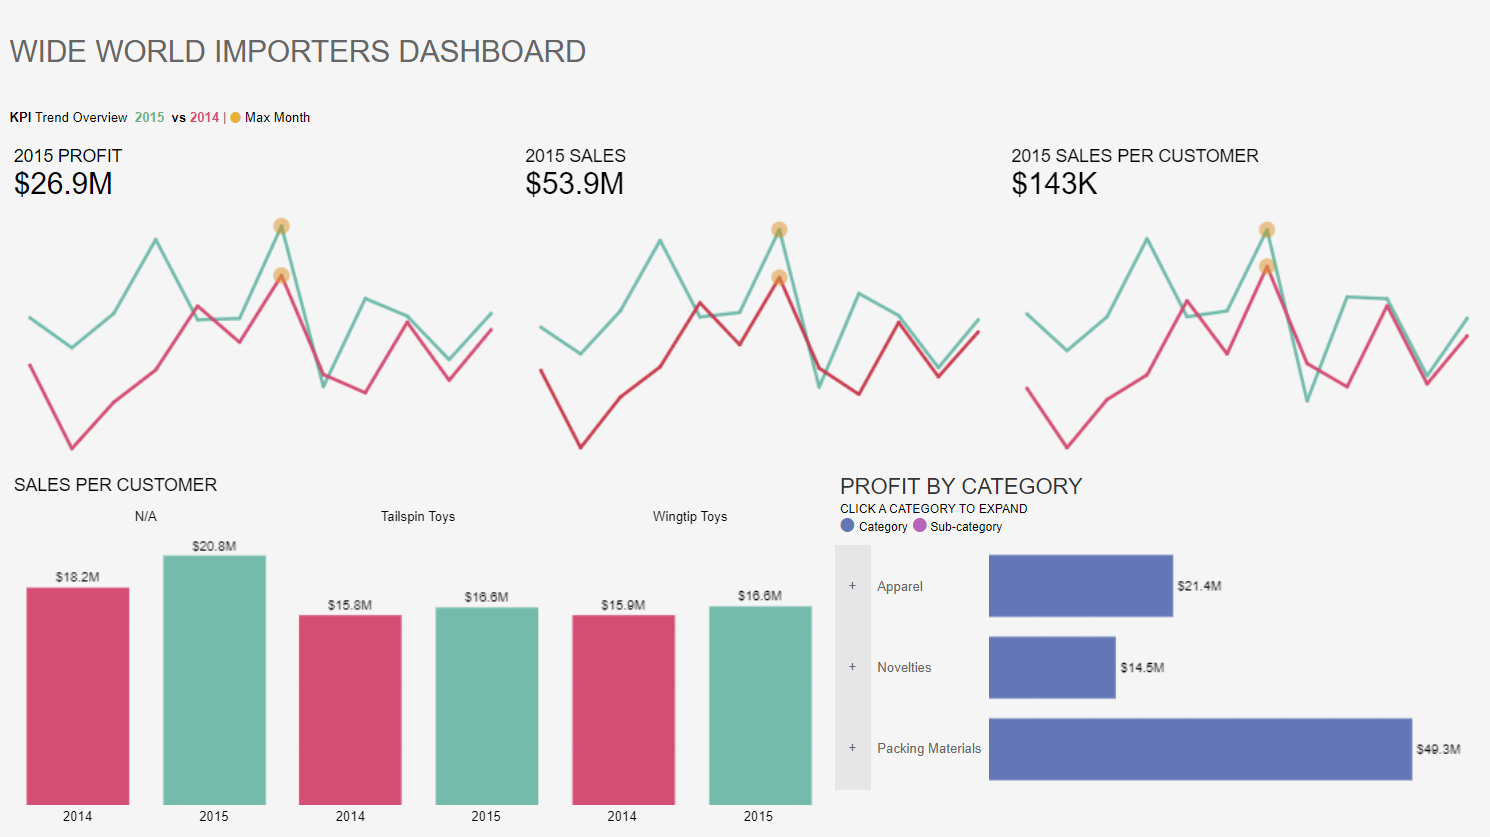 WIDE WORLD IMPORTERS DASHBOARD
KPI Trend Overview 2015 vs 2014 | Max Month
2015 PROFIT
$26.9M
2015 SALES
$53.9M
2015 SALES PER CUSTOMER
$143K
SALES PER CUSTOMER
N/A
Tailspin Toys
Wingtip Toys
$18.2M
$20.8M
$15.8M
$16.6M
$15.9M
$16.6M
2014
2015
2014
2015
2014
2015
PROFIT BY CATEGORY
CLICK A CATEGORY TO EXPAND
Category Sub-category
+ Apparel $21.4M
+ Novelties $14.5M
+ Packing Materials $49.3M